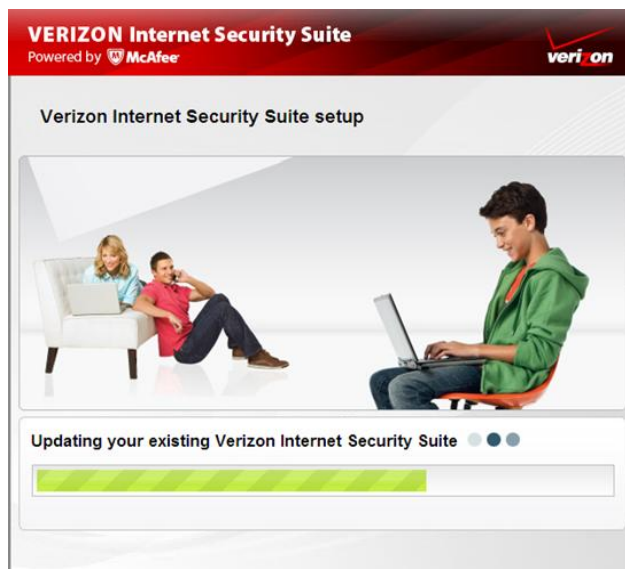 VERIZON Internet Security Suite
Powered by McAfee
verizon
Verizon Internet Security Suite setup
Updating your existing Verizon Internet Security Suite